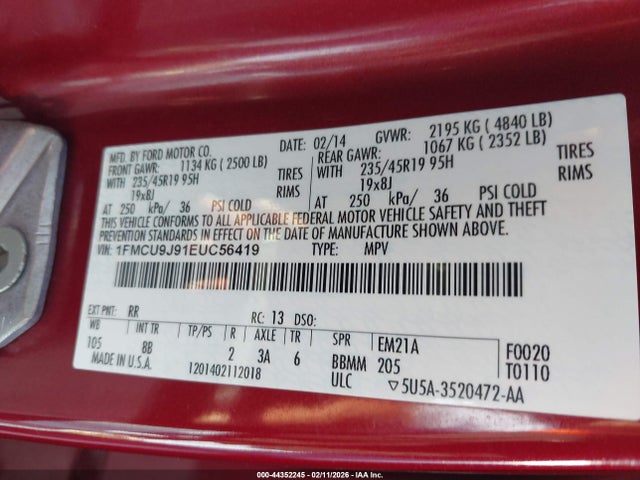 MFD. BY FORD MOTOR CO. DATE: 02/14 GVWR: 2195 KG ( 4840 LB)
FRONT GAWR: 1134 KG ( 2500 LB) REAR GAWR: 1067 KG ( 2352 LB)
WITH 235/45R19 95H TIRES WITH 235/45R19 95H TIRES
19x8J RIMS 19x8J RIMS
AT 250 kPa/ 36 PSI COLD AT 250 kPa/ 36 PSI COLD
THIS VEHICLE CONFORMS TO ALL APPLICABLE FEDERAL MOTOR VEHICLE SAFETY AND THEFT
PREVENTION STANDARDS IN EFFECT ON THE DATE OF MANUFACTURE SHOWN ABOVE.
VIN: 1FMCU9J91EUC56419 TYPE: MPV
EXT PNT: RR RC: 13 DSO:
WB INT TR TP/PS R AXLE TR SPR EM21A F0020
105 8B 2 3A 6 BBMM 205 T0110
MADE IN U.S.A. 1201402112018 ULC ▽5U5A-3520472-AA
000-44352245 - 02/11/2026 - IAA Inc.